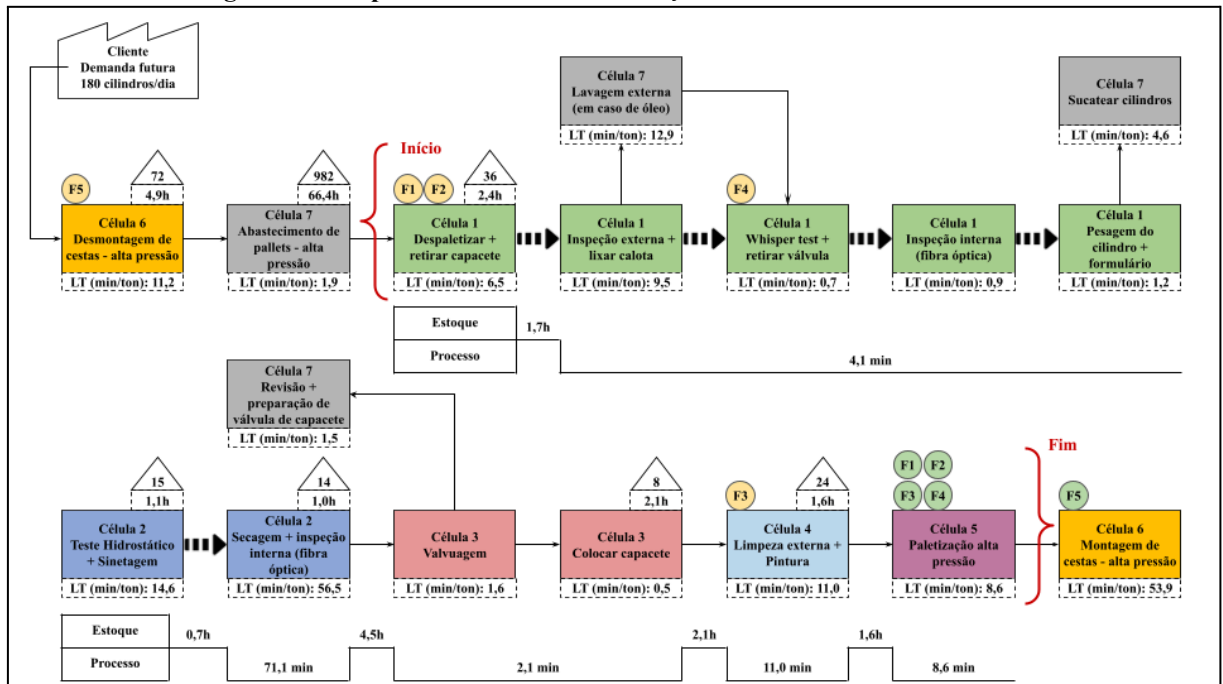 Cliente
Demanda futura
180 cilindros/dia
Célula 7
Lavagem externa
(em caso de óleo)
LT (min/ton): 12,9
Célula 7
Sucatear cilindros
LT (min/ton): 4,6
F5
72
4,9h
Célula 6
Desmontagem de
cestas - alta pressão
LT (min/ton): 11,2
982
66,4h
Célula 7
Abastecimento de
pallets - alta
pressão
LT (min/ton): 1,9
Início
F1 F2
36
2,4h
Célula 1
Despaletizar +
retirar capacete
LT (min/ton): 6,5
Célula 1
Inspeção externa +
lixar calota
LT (min/ton): 9,5
F4
Célula 1
Whisper test +
retirar válvula
LT (min/ton): 0,7
Célula 1
Inspeção interna
(fibra óptica)
LT (min/ton): 0,9
Célula 1
Pesagem do
cilindro +
formulário
LT (min/ton): 1,2
Estoque
Processo
1,7h
4,1 min
Célula 7
Revisão +
preparação de
válvula de capacete
LT (min/ton): 1,5
15
1,1h
Célula 2
Teste Hidrostático
+ Sinetagem
LT (min/ton): 14,6
14
1,0h
Célula 2
Secagem + inspeção
interna (fibra
óptica)
LT (min/ton): 56,5
Célula 3
Valvuagem
LT (min/ton): 1,6
8
2,1h
Célula 3
Colocar capacete
LT (min/ton): 0,5
F3
24
1,6h
Célula 4
Limpeza externa +
Pintura
LT (min/ton): 11,0
F1 F2
F3 F4
Célula 5
Paletização alta
pressão
LT (min/ton): 8,6
Fim
F5
Célula 6
Montagem de
cestas - alta pressão
LT (min/ton): 53,9
Estoque
Processo
0,7h
71,1 min
4,5h
2,1 min
2,1h
11,0 min
1,6h
8,6 min